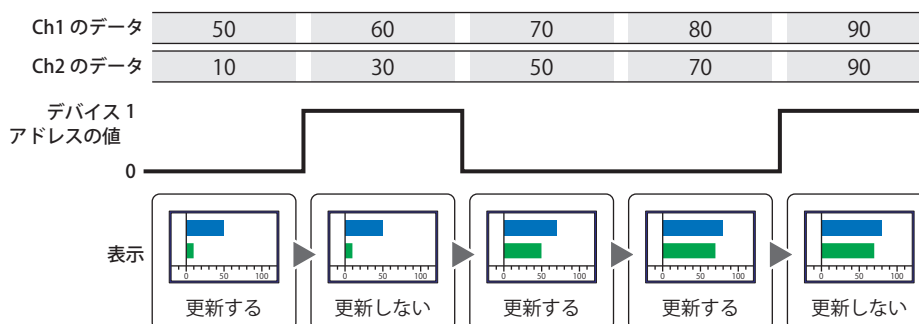 Ch1 のデータ 50 60 70 80 90
Ch2 のデータ 10 30 50 70 90
デバイス 1
アドレスの値
0
表示
0 50 100 0 50 100 0 50 100 0 50 100 0 50 100
更新する 更新しない 更新する 更新する 更新しない